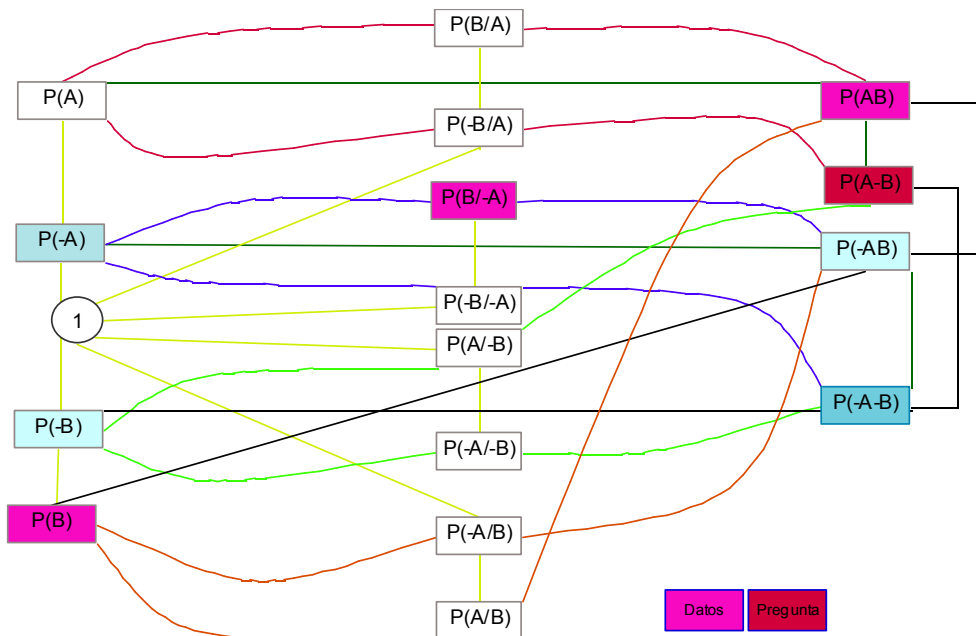 P(B/A)
P(A)
P(AB)
P(-B/A)
P(A-B)
P(B/-A)
P(-A)
P(-AB)
P(-B/-A)
1
P(A/-B)
P(-A-B)
P(-B)
P(-A/-B)
P(B)
P(-A/B)
P(A/B)
Datos
Pregunta